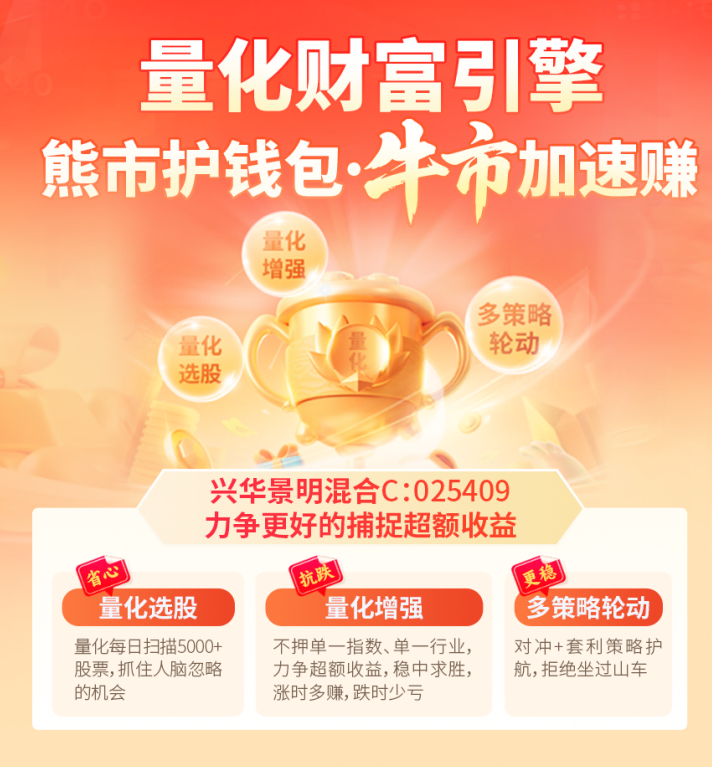 量化财富引擎
熊市护钱包·牛市加速赚
量化
增强
多策略
轮动
量化
选股
量
化
兴华景明混合C:025409
力争更好的捕捉超额收益
省心
量化选股
量化每日扫描5000+
股票,抓住人脑忽略
的机会
抗跌
量化增强
不押单一指数、单一行业,
力争超额收益,稳中求胜,
涨时多赚,跌时少亏
更稳
多策略轮动
对冲+套利策略护
航,拒绝坐过山车